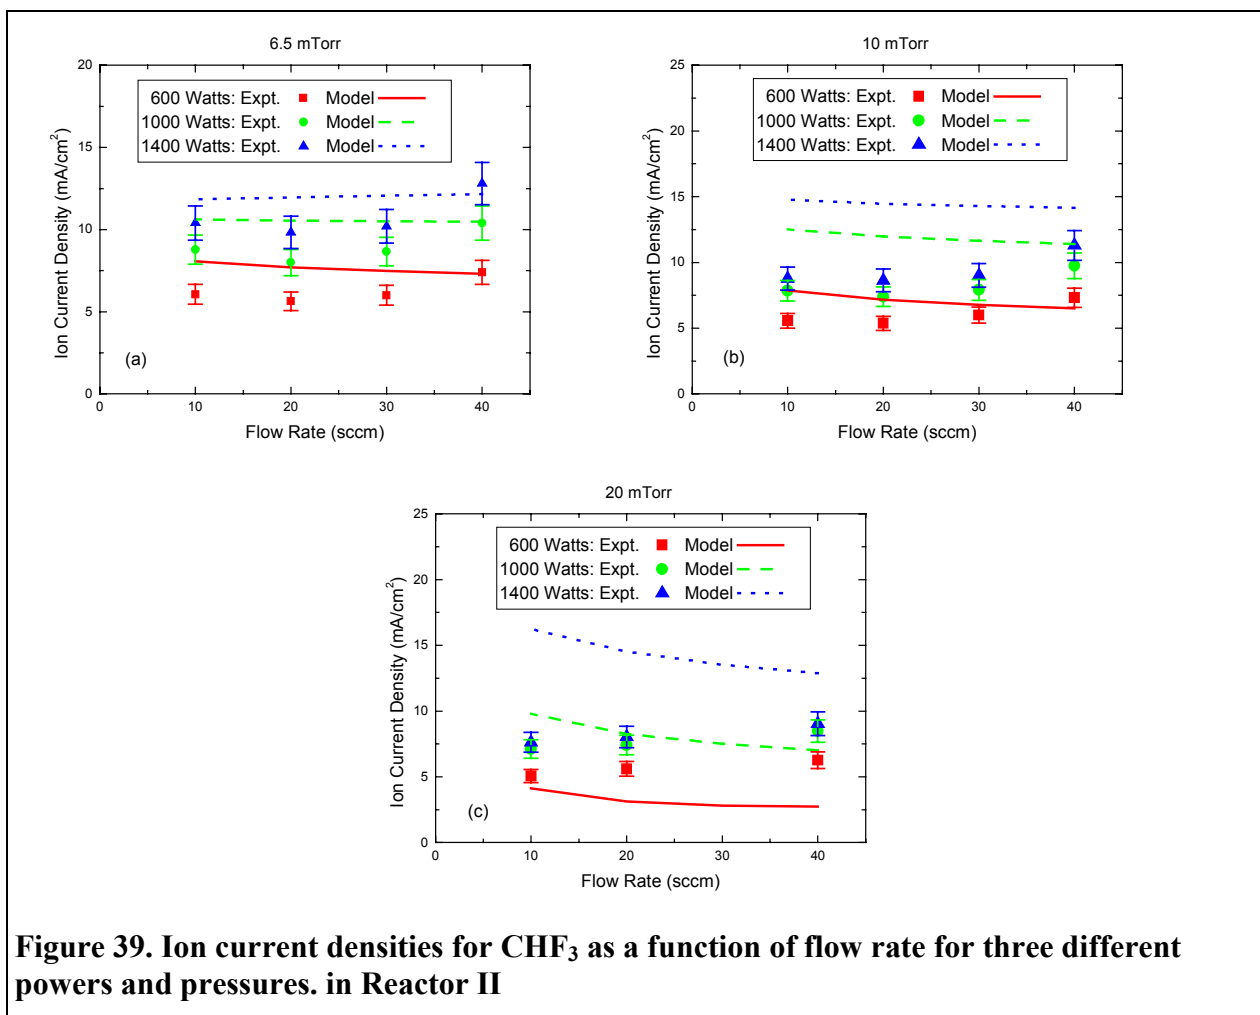 6.5 mTorr
20
15
10
5
0
0
10
20
30
40
Ion Current Density (mA/cm²)
Flow Rate (sccm)
600 Watts: Expt. Model
1000 Watts: Expt. Model
1400 Watts: Expt. Model
(a)
10 mTorr
25
20
15
10
5
0
0
10
20
30
40
Ion Current Density (mA/cm²)
Flow Rate (sccm)
600 Watts: Expt. Model
1000 Watts: Expt. Model
1400 Watts: Expt. Model
(b)
20 mTorr
25
20
15
10
5
0
0
10
20
30
40
Ion Current Density (mA/cm²)
Flow Rate (sccm)
600 Watts: Expt. Model
1000 Watts: Expt. Model
1400 Watts: Expt. Model
(c)
Figure 39. Ion current densities for CHF₃ as a function of flow rate for three different
powers and pressures. in Reactor II